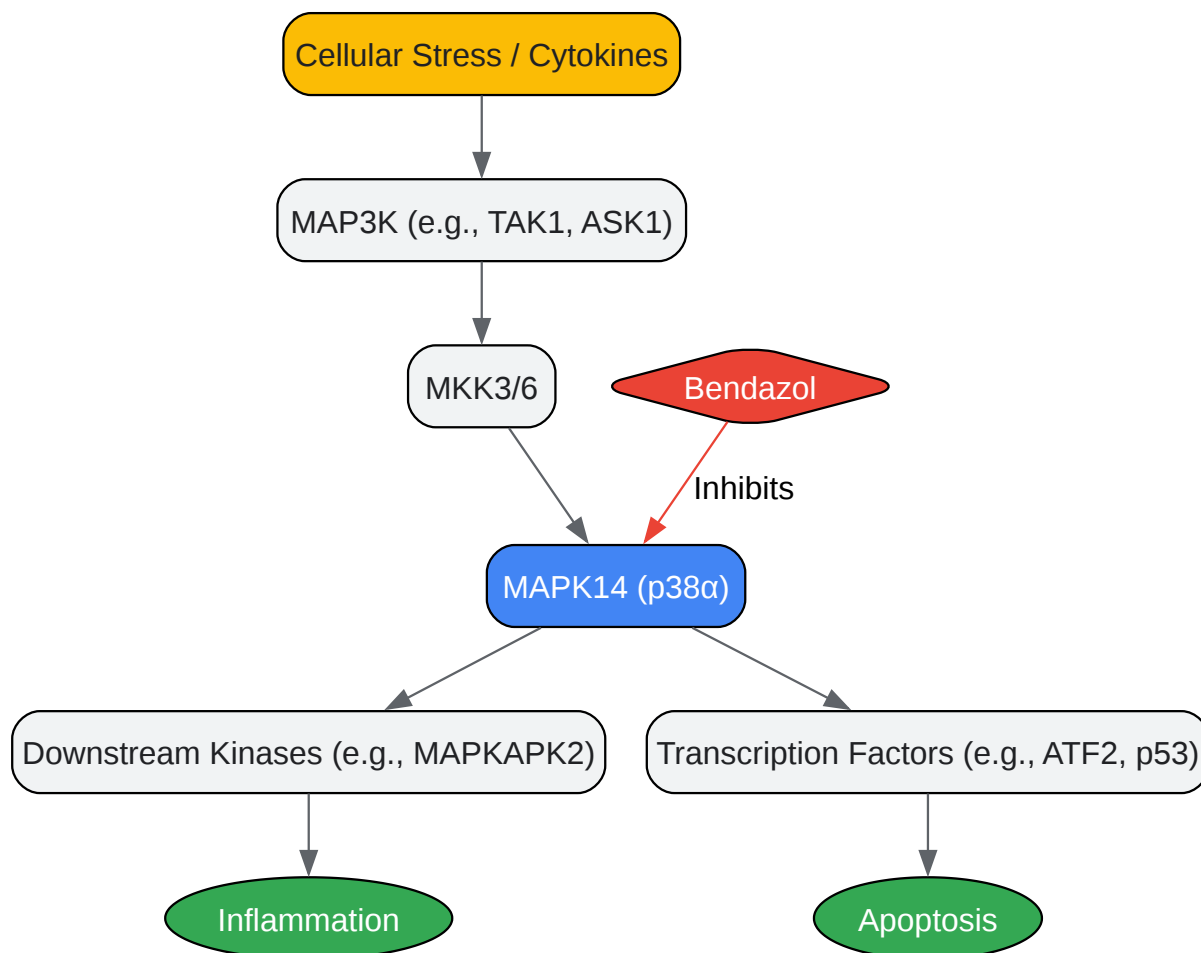 Cellular Stress / Cytokines
MAP3K (e.g., TAK1, ASK1)
MKK3/6
Bendazol
Inhibits
MAPK14 (p38α)
Downstream Kinases (e.g., MAPKAPK2)
Transcription Factors (e.g., ATF2, p53)
Inflammation
Apoptosis